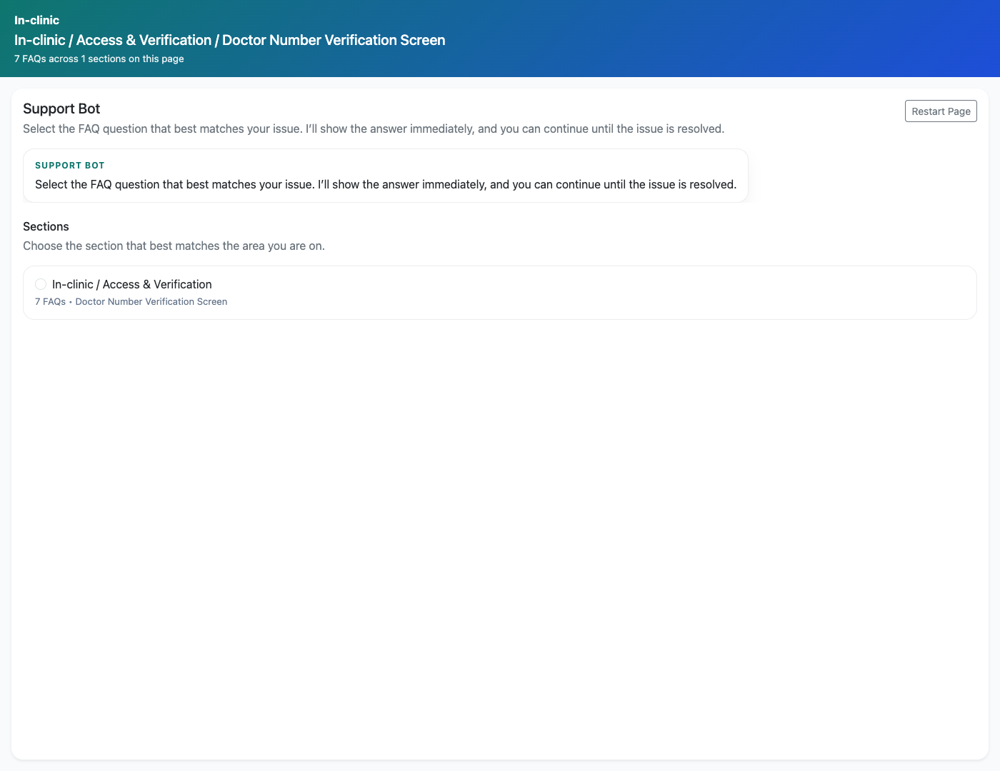 In-clinic
In-clinic / Access & Verification / Doctor Number Verification Screen
7 FAQs across 1 sections on this page
Support Bot
Restart Page
Select the FAQ question that best matches your issue. I’ll show the answer immediately, and you can continue until the issue is resolved.
SUPPORT BOT
Select the FAQ question that best matches your issue. I’ll show the answer immediately, and you can continue until the issue is resolved.
Sections
Choose the section that best matches the area you are on.
In-clinic / Access & Verification
7 FAQs • Doctor Number Verification Screen